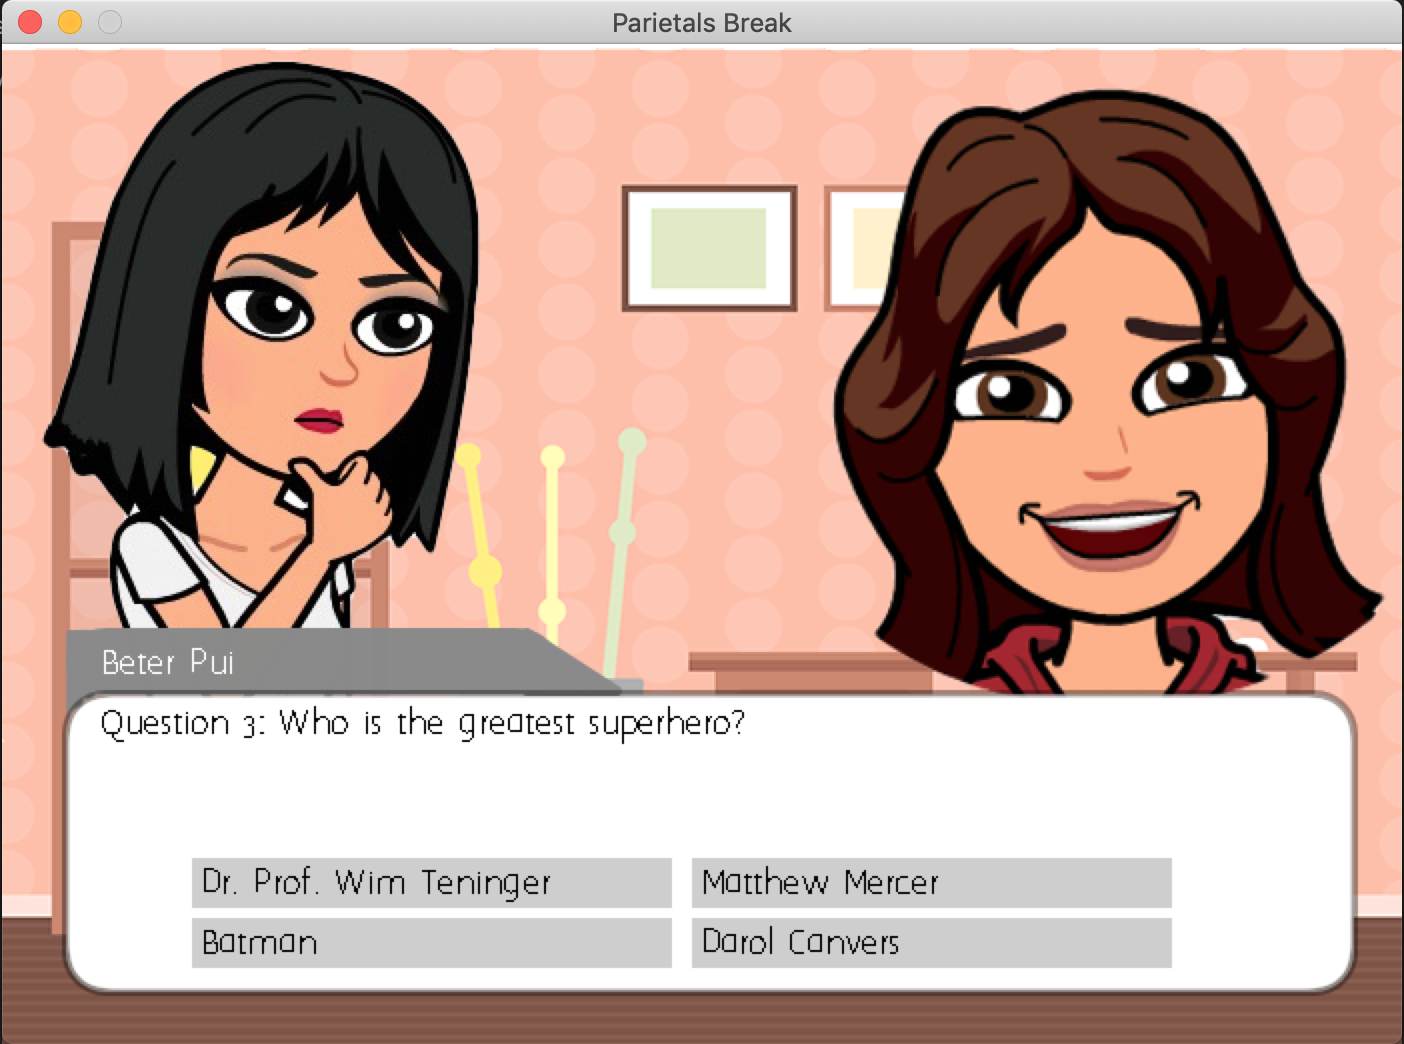 Parietals Break
Beter Pui
Question 3: Who is the greatest superhero?
Dr. Prof. Wim Teninger
Matthew Mercer
Batman
Darol Canvers